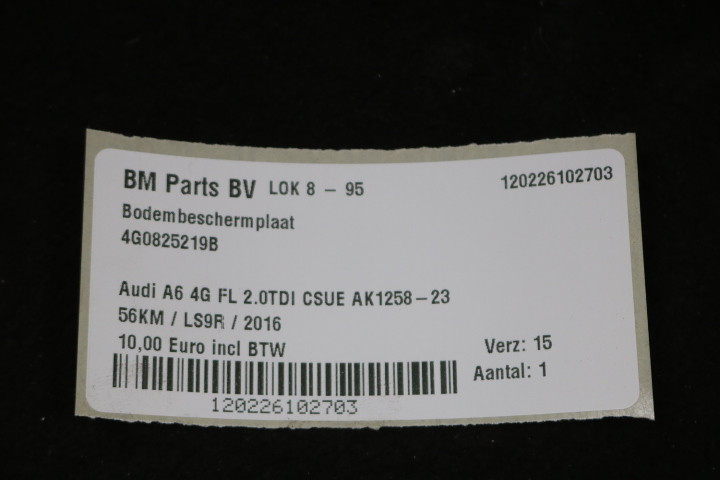 BM Parts BV LOK 8 - 95 120226102703
Bodembeschermplaat
4G0825219B
Audi A6 4G FL 2.0TDI CSUE AK1258-23
56KM / LS9R / 2016
10,00 Euro incl BTW Verz: 15
Aantal: 1
120226102703